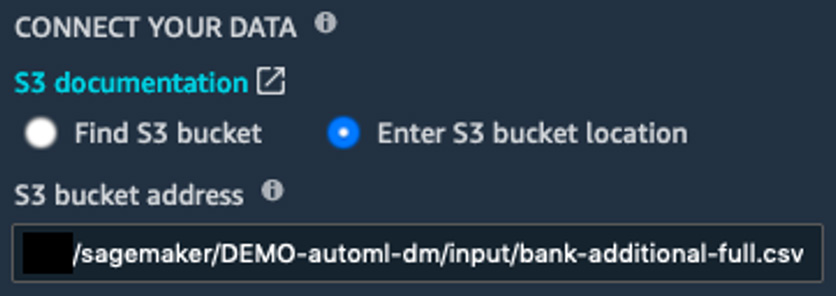 CONNECT YOUR DATA
S3 documentation
Find S3 bucket Enter S3 bucket location
S3 bucket address
/sagemaker/DEMO-automl-dm/input/bank-additional-full.csv